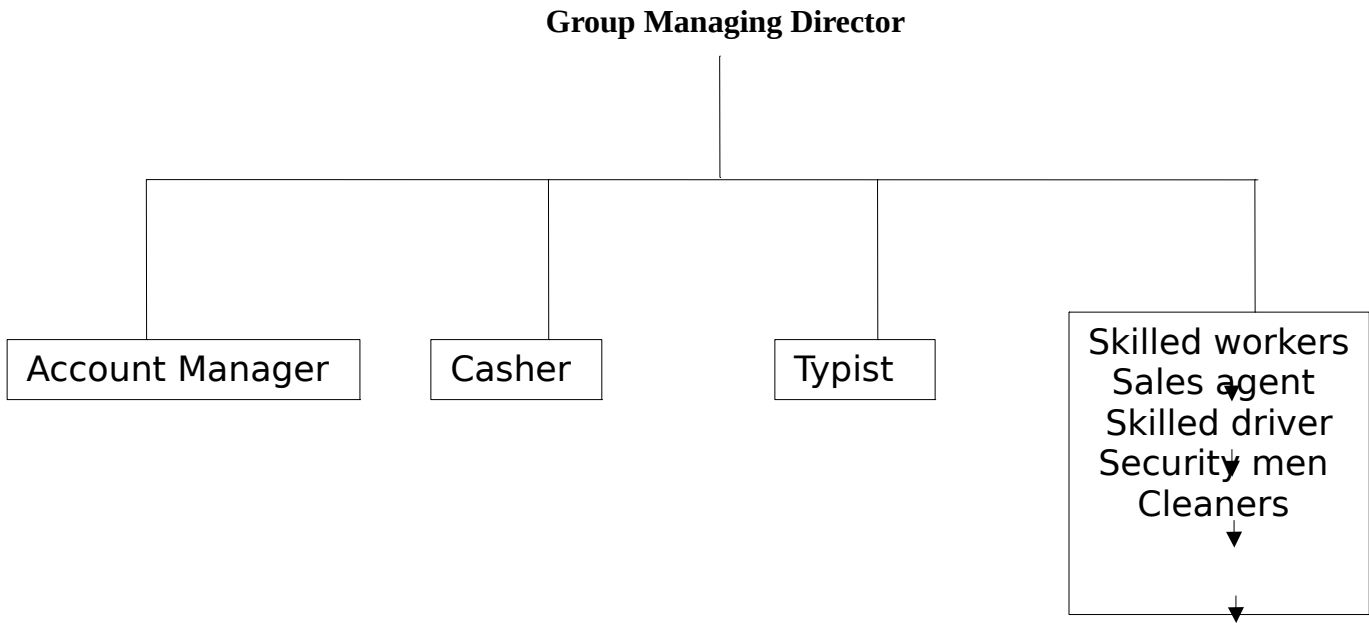 Group Managing Director
Account Manager
Casher
Typist
Skilled workers
Sales agent
Skilled driver
Security men
Cleaners